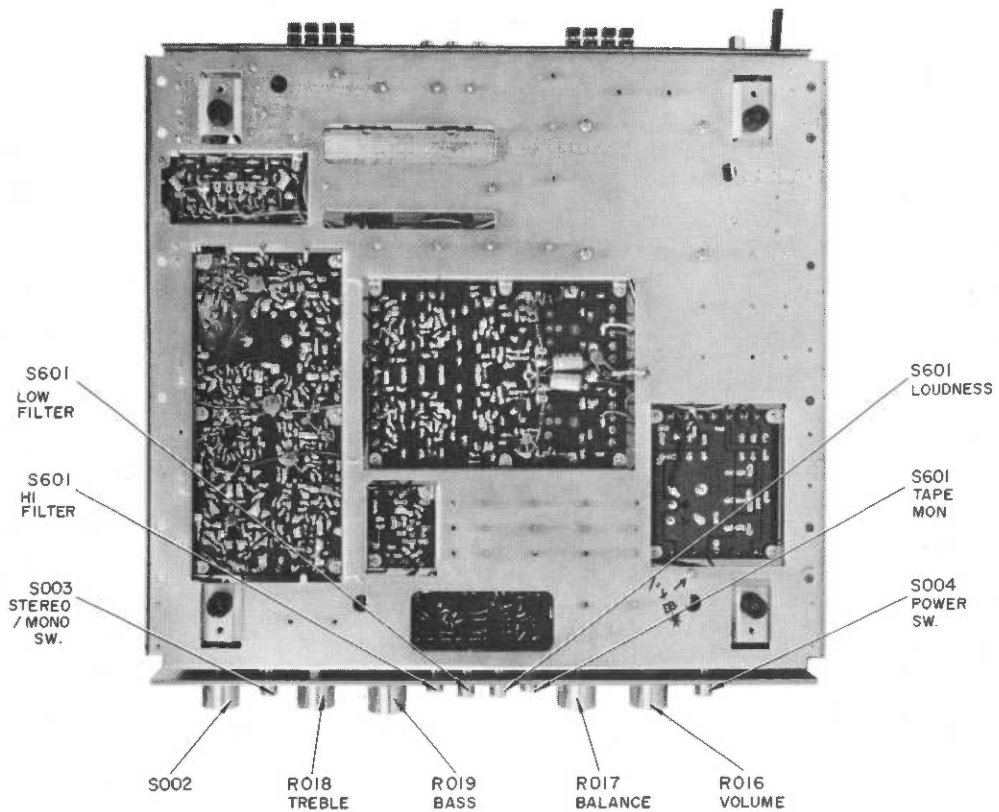 S601
LOW
FILTER
S601
HI
FILTER
S003
STEREO
/ MONO
SW.
S601
LOUDNESS
S601
TAPE
MON
S004
POWER
SW.
S002
R018
TREBLE
R019
BASS
R017
BALANCE
R016
VOLUME